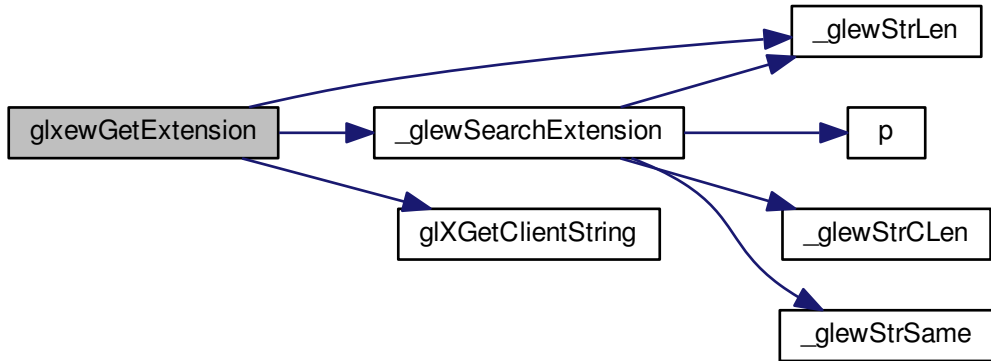 glxewGetExtension
_glewStrLen
_glewSearchExtension
p
glXGetClientString
_glewStrCLen
_glewStrSame